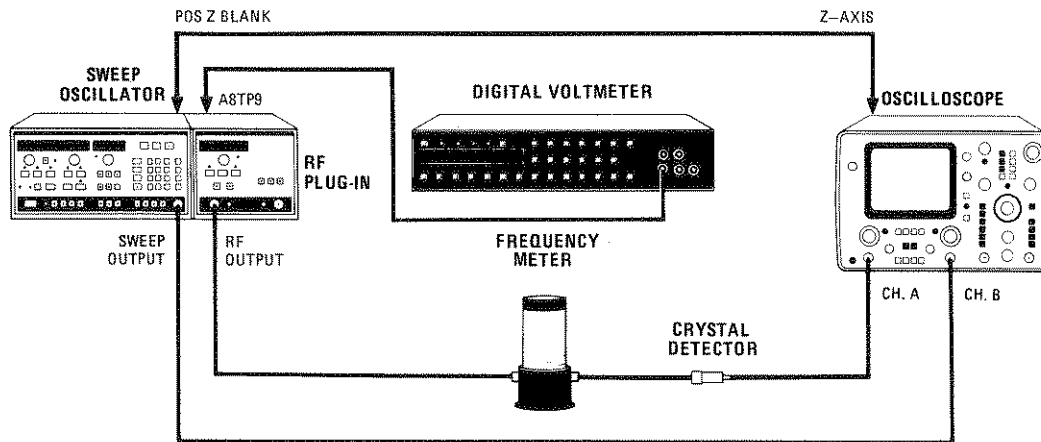 POS Z BLANK
Z–AXIS
SWEEP
OSCILLATOR
A8TP9
DIGITAL VOLTMETER
OSCILLOSCOPE
RF
PLUG-IN
SWEEP
OUTPUT
RF
OUTPUT
FREQUENCY
METER
CH. A
CH. B
CRYSTAL
DETECTOR